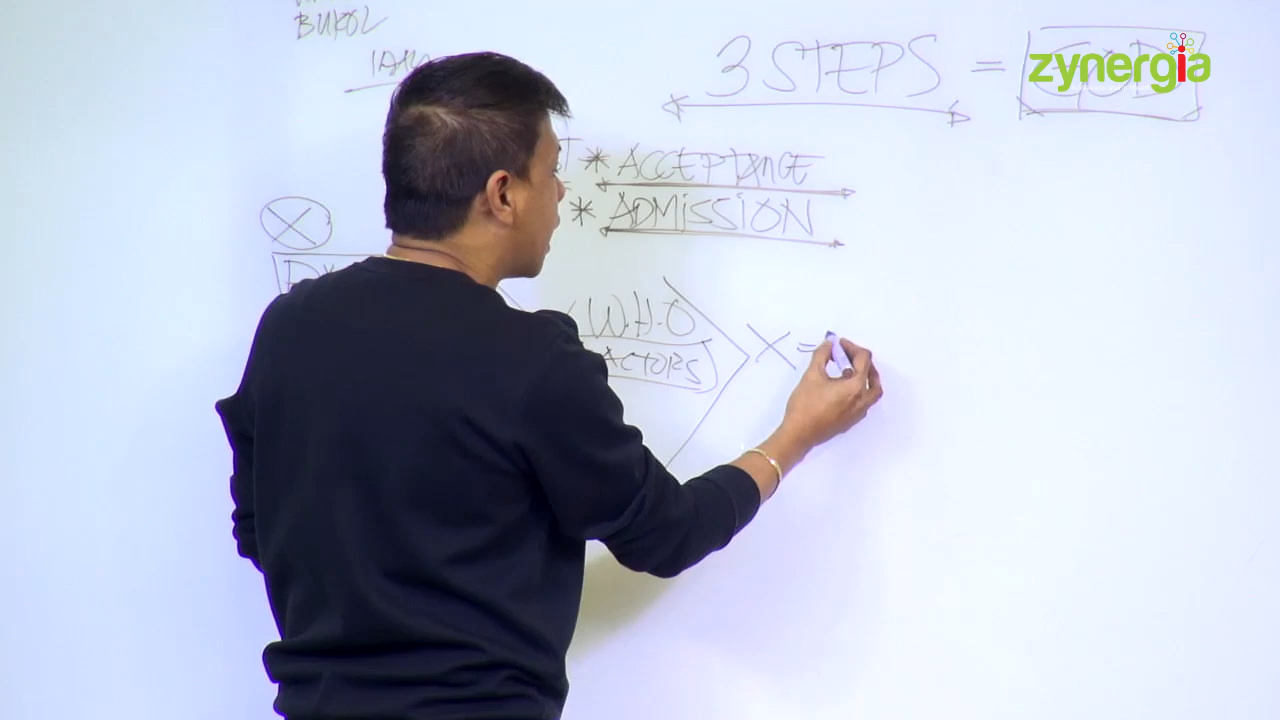 BUKOL
3 STEPS =
zynergia
* ACCEPTANCE
* ADMISSION
W.H.O
ACTORS
X =